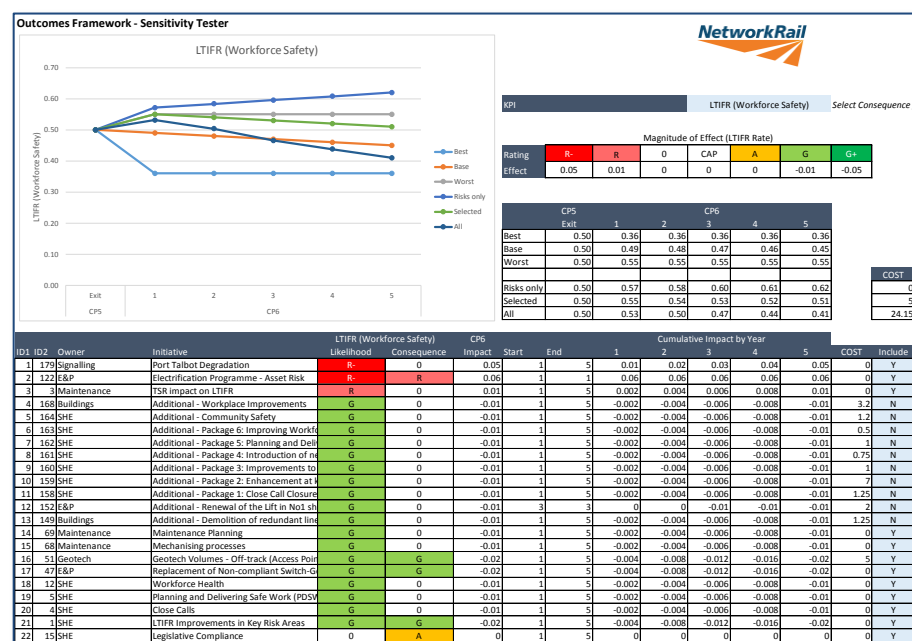 Outcomes Framework - Sensitivity Tester
NetworkRail
LTIFR (Workforce Safety)
LTIFR (Workforce Safety)
0.70
0.60
0.50
0.40
0.30
0.20
0.10
0.00
Exit 1 2 3 4 5
CP5 CP6
Best
Base
Worst
Risks only
Selected
All
KPI LTIFR (Workforce Safety) Select Consequence
Magnitude of Effect (LTIFR Rate)
Rating R- R 0 CAP A G G+
Effect 0.05 0.01 0 0 0 -0.01 -0.05
CP5 CP6
Exit 1 2 3 4 5
Best 0.50 0.36 0.36 0.36 0.36 0.36
Base 0.50 0.49 0.48 0.47 0.46 0.45
Worst 0.50 0.55 0.55 0.55 0.55 0.55
COST
Risks only 0.50 0.57 0.58 0.60 0.61 0.62 0
Selected 0.50 0.55 0.54 0.53 0.52 0.51 5
All 0.50 0.53 0.50 0.47 0.44 0.41 24.15
LTIFR (Workforce Safety) CP6 Cumulative Impact by Year
ID1 ID2 Owner Initiative Likelihood Consequence Impact Start End 1 2 3 4 5 COST Include
1 179 Signalling Port Talbot Degradation R- 0 0.05 1 5 0.01 0.02 0.03 0.04 0.05 0 Y
2 122 E&P Electrification Programme - Asset Risk R- R 0.06 1 1 0.06 0.06 0.06 0.06 0.06 0 Y
3 3 Maintenance TSR impact on LTIFR R 0 -0.01 1 5 0.002 0.004 0.006 0.008 0.01 0 Y
4 168 Buildings Additional - Workplace Improvements G 0 -0.01 1 5 -0.002 -0.004 -0.006 -0.008 -0.01 3.2 N
5 164 SHE Additional - Community Safety G 0 -0.01 1 5 -0.002 -0.004 -0.006 -0.008 -0.01 1.2 N
6 163 SHE Additional - Package 6: Improving Workfo G 0 -0.01 1 5 -0.002 -0.004 -0.006 -0.008 -0.01 0.5 N
7 162 SHE Additional - Package 5: Planning and Deli G 0 -0.01 1 5 -0.002 -0.004 -0.006 -0.008 -0.01 1 N
8 161 SHE Additional - Package 4: Introduction of ne G 0 -0.01 1 5 -0.002 -0.004 -0.006 -0.008 -0.01 0.75 N
9 160 SHE Additional - Package 3: Improvements to G 0 -0.01 1 5 -0.002 -0.004 -0.006 -0.008 -0.01 1 N
10 159 SHE Additional - Package 2: Enhancement at k G 0 -0.01 1 5 -0.002 -0.004 -0.006 -0.008 -0.01 7 N
11 158 SHE Additional - Package 1: Close Call Closure G 0 -0.01 1 5 -0.002 -0.004 -0.006 -0.008 -0.01 1.25 N
12 152 E&P Additional - Renewal of the Lift in No1 sh G 0 -0.01 3 3 0 0 -0.01 -0.01 -0.01 2 N
13 149 Buildings Additional - Demolition of redundant line G 0 -0.01 1 5 -0.002 -0.004 -0.006 -0.008 -0.01 1.25 N
14 69 Maintenance Maintenance Planning G 0 -0.01 1 5 -0.002 -0.004 -0.006 -0.008 -0.01 0 Y
15 68 Maintenance Mechanising processes G 0 -0.01 1 5 -0.002 -0.004 -0.006 -0.008 -0.01 0 Y
16 51 Geotech Geotech Volumes - Off-track (Access Poin G G -0.02 1 5 -0.004 -0.008 -0.012 -0.016 -0.02 5 Y
17 47 E&P Replacement of Non-compliant Switch-G G G -0.02 1 5 -0.004 -0.008 -0.012 -0.016 -0.02 0 Y
18 12 SHE Workforce Health G 0 -0.01 1 5 -0.002 -0.004 -0.006 -0.008 -0.01 0 Y
19 5 SHE Planning and Delivering Safe Work (PDSW G 0 -0.01 1 5 -0.002 -0.004 -0.006 -0.008 -0.01 0 Y
20 4 SHE Close Calls G 0 -0.01 1 5 -0.002 -0.004 -0.006 -0.008 -0.01 0 Y
21 1 SHE LTIFR Improvements in Key Risk Areas G G -0.02 1 5 -0.004 -0.008 -0.012 -0.016 -0.02 0 Y
22 15 SHE Legislative Compliance 0 A 0 1 5 0 0 0 0 0 0 Y